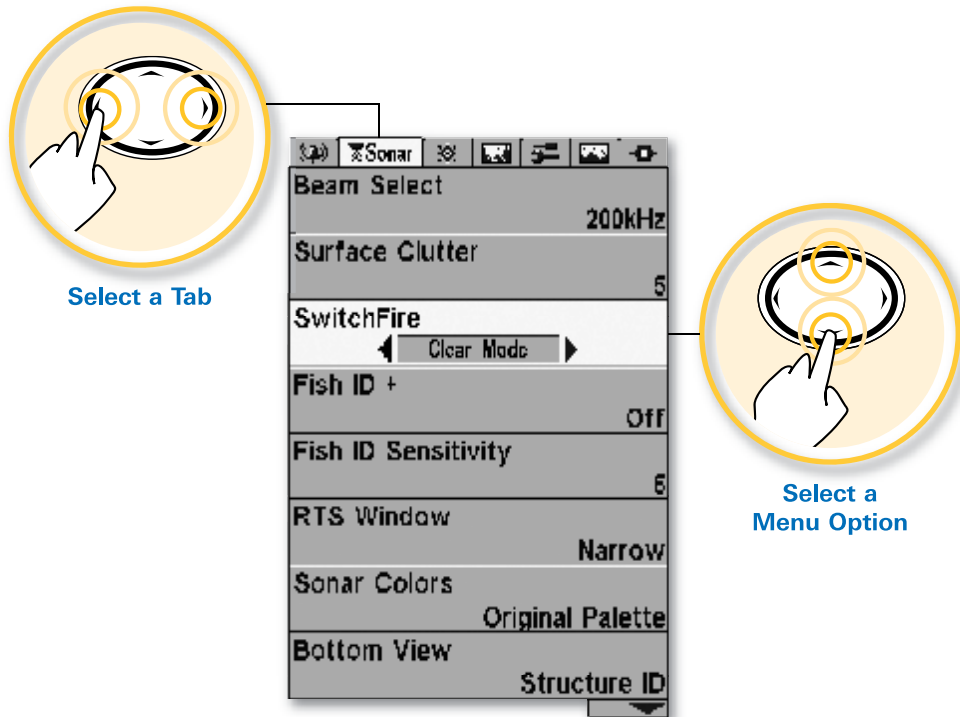 Sonar
Beam Select
200kHz
Surface Clutter
5
SwitchFire
Clear Mode
Fish ID +
Off
Fish ID Sensitivity
6
RTS Window
Narrow
Sonar Colors
Original Palette
Bottom View
Structure ID
Select a Tab
Select a
Menu Option